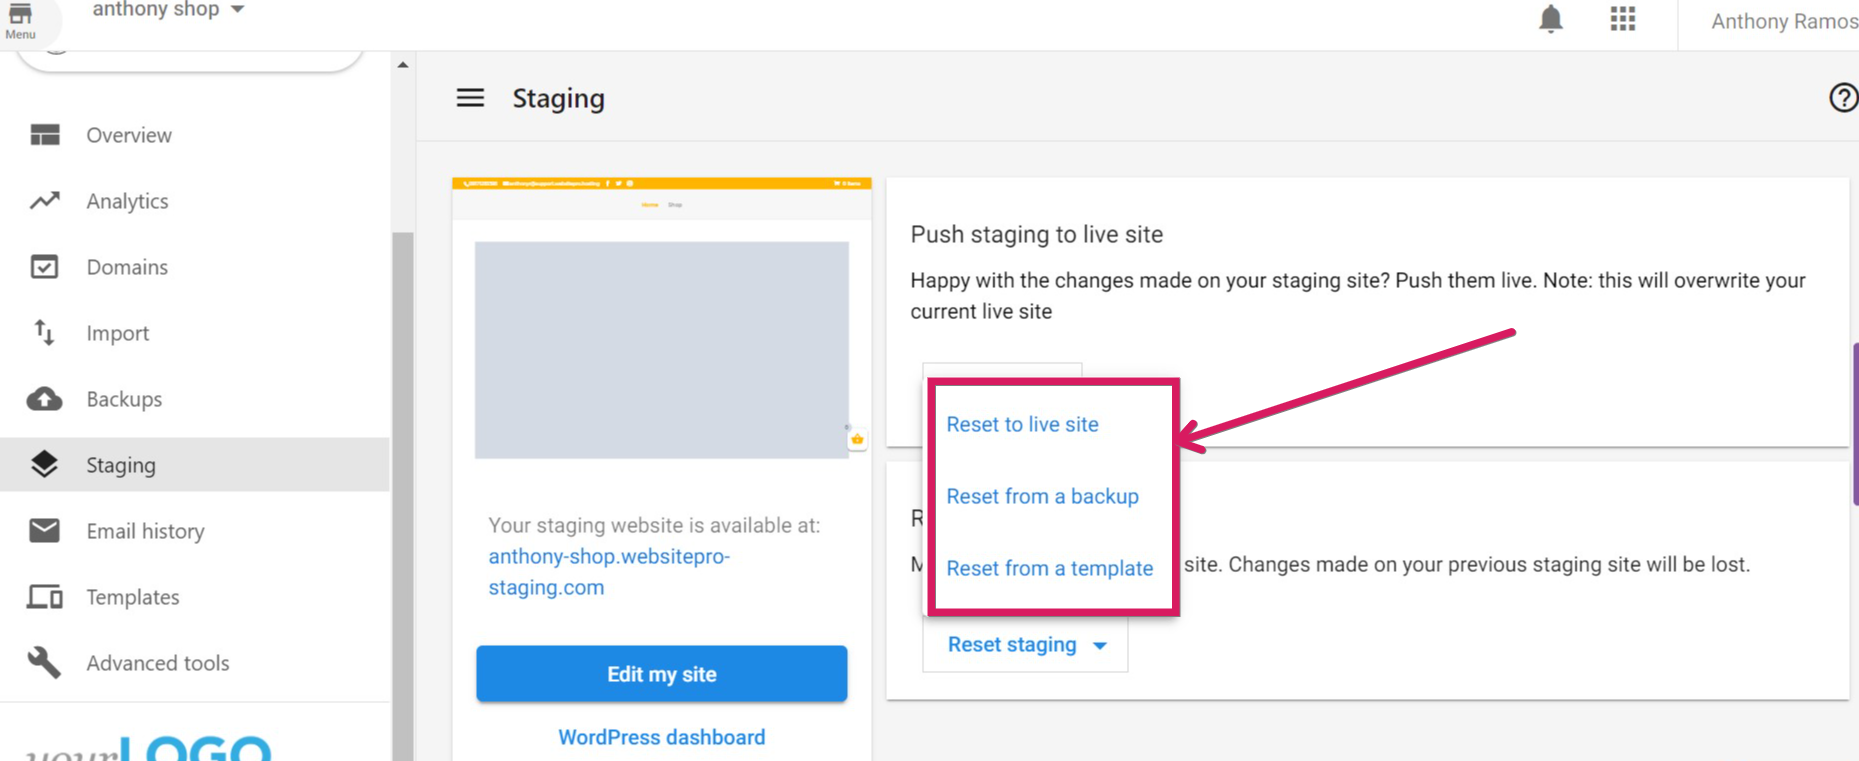 anthony shop
Menu
Anthony Ramos
Staging
Overview
Analytics
Domains
Import
Backups
Staging
Email history
Templates
Advanced tools
yourLOGO
Home Shop
0 Items
Your staging website is available at:
anthony-shop.websitepro-
staging.com
Edit my site
WordPress dashboard
Push staging to live site
Happy with the changes made on your staging site? Push them live. Note: this will overwrite your
current live site
Reset to live site
Reset from a backup
R
Reset from a template
M
site. Changes made on your previous staging site will be lost.
Reset staging